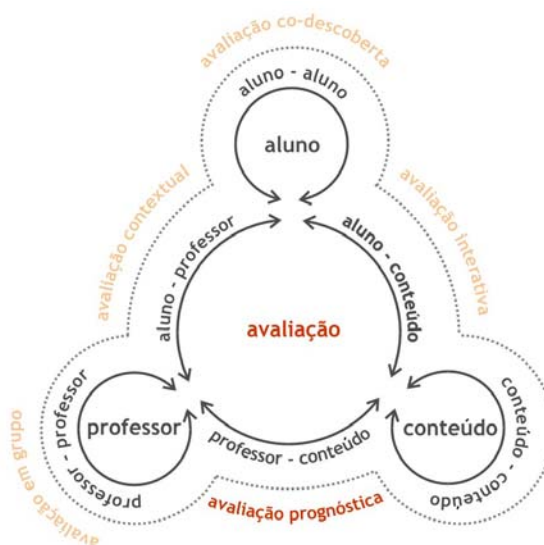 avaliação co-descoberta
aluno - aluno
aluno
avaliação contextual
avaliação interativa
aluno - professor
aluno - conteúdo
avaliação
professor - professor
professor
professor - conteúdo
conteúdo
conteúdo - conteúdo
avaliação em grupo
avaliação prognóstica